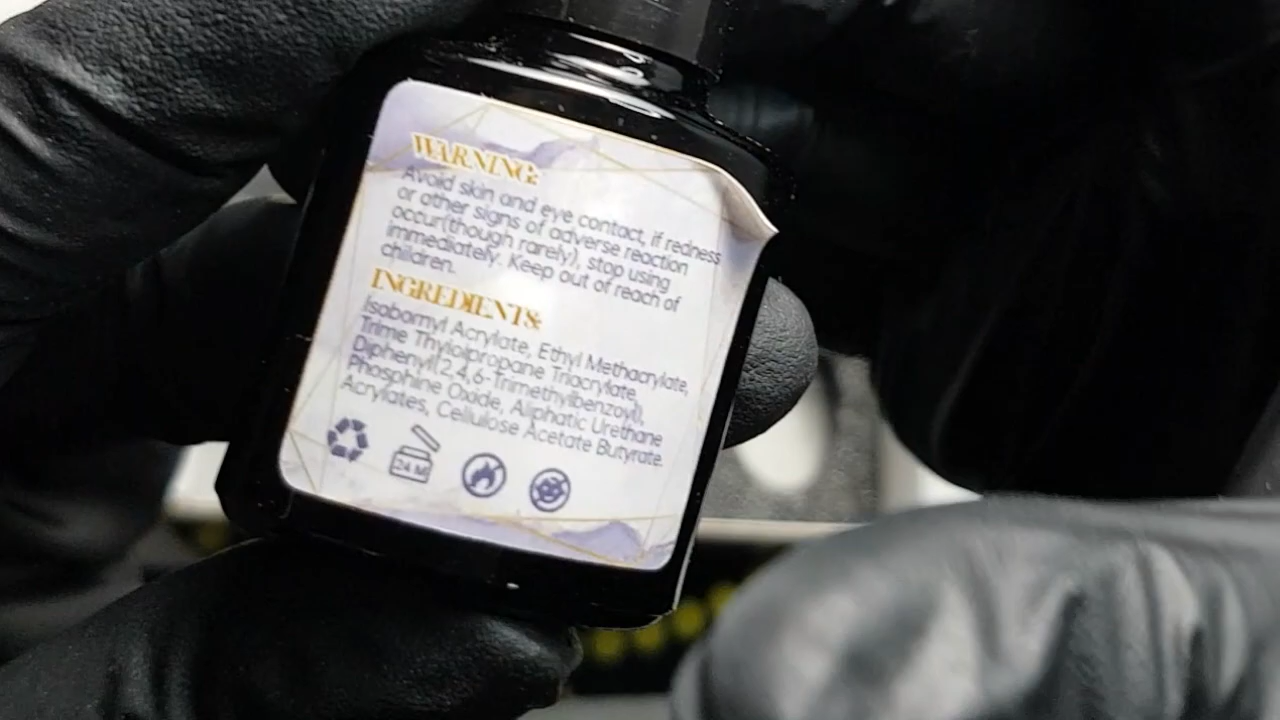 WARNING:
Avoid skin and eye contact, if redness
or other signs of adverse reaction
occur(though rarely), stop using
immediately. Keep out of reach of
children.
INGREDIENTS:
Isobornyl Acrylate, Ethyl Methacrylate,
Trime Thylolpropane Triacrylate,
Diphenyl(2,4,6-Trimethylbenzoyl),
Phosphine Oxide, Aliphatic Urethane
Acrylates, Cellulose Acetate Butyrate.
24 M